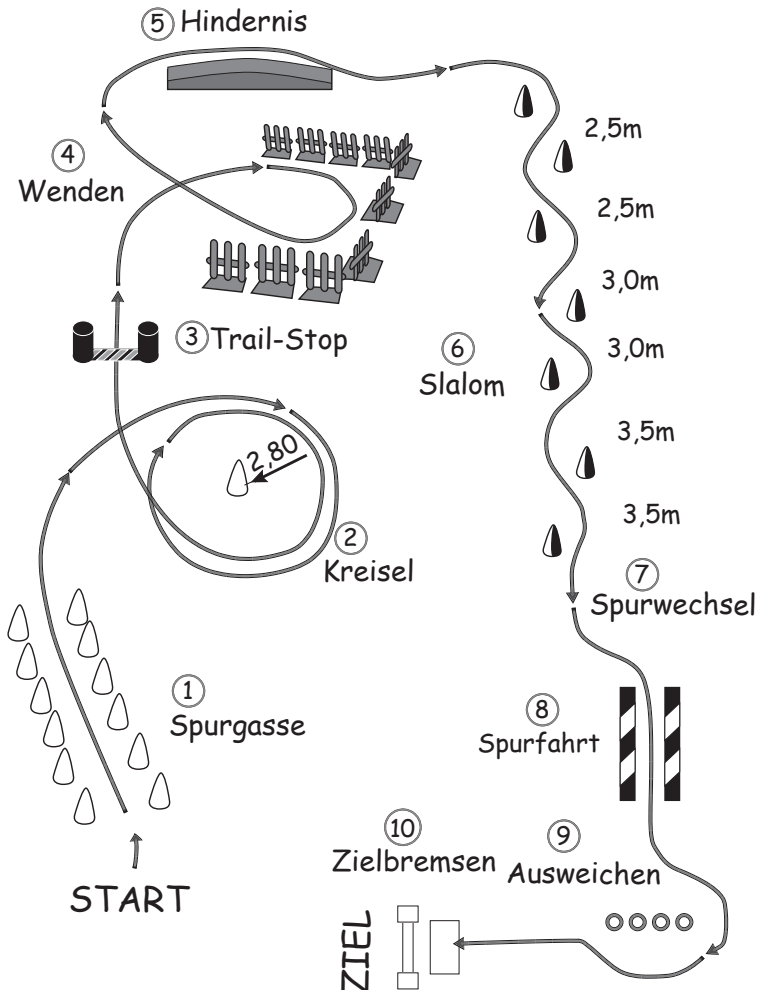 5 Hindernis
2,5m
4
Wenden
2,5m
3,0m
3 Trail-Stop
6
Slalom
3,0m
3,5m
2,80
3,5m
2
Kreisel
7
Spurwechsel
1
Spurgasse
8
Spurfahrt
10
Zielbremsen
9
Ausweichen
START
ZIEL